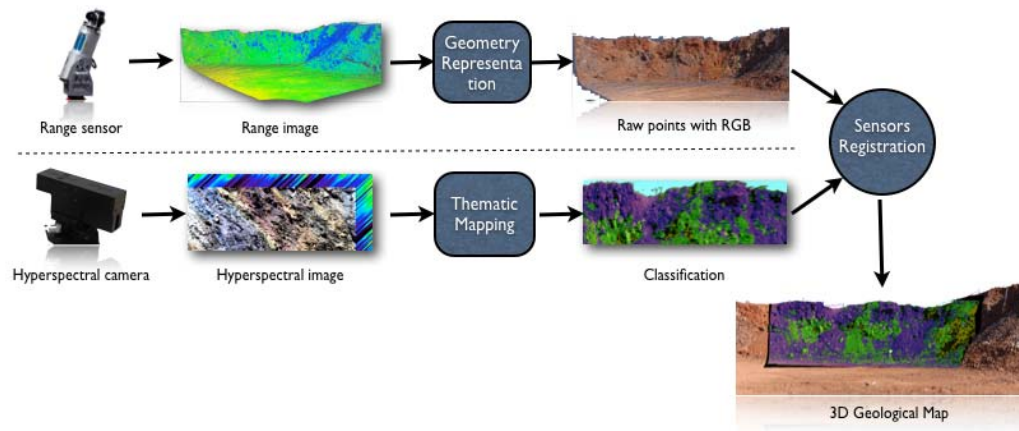 Geometry
Representa
tion
Range sensor
Range image
Raw points with RGB
Sensors
Registration
Thematic
Mapping
Hyperspectral camera
Hyperspectral image
Classification
3D Geological Map